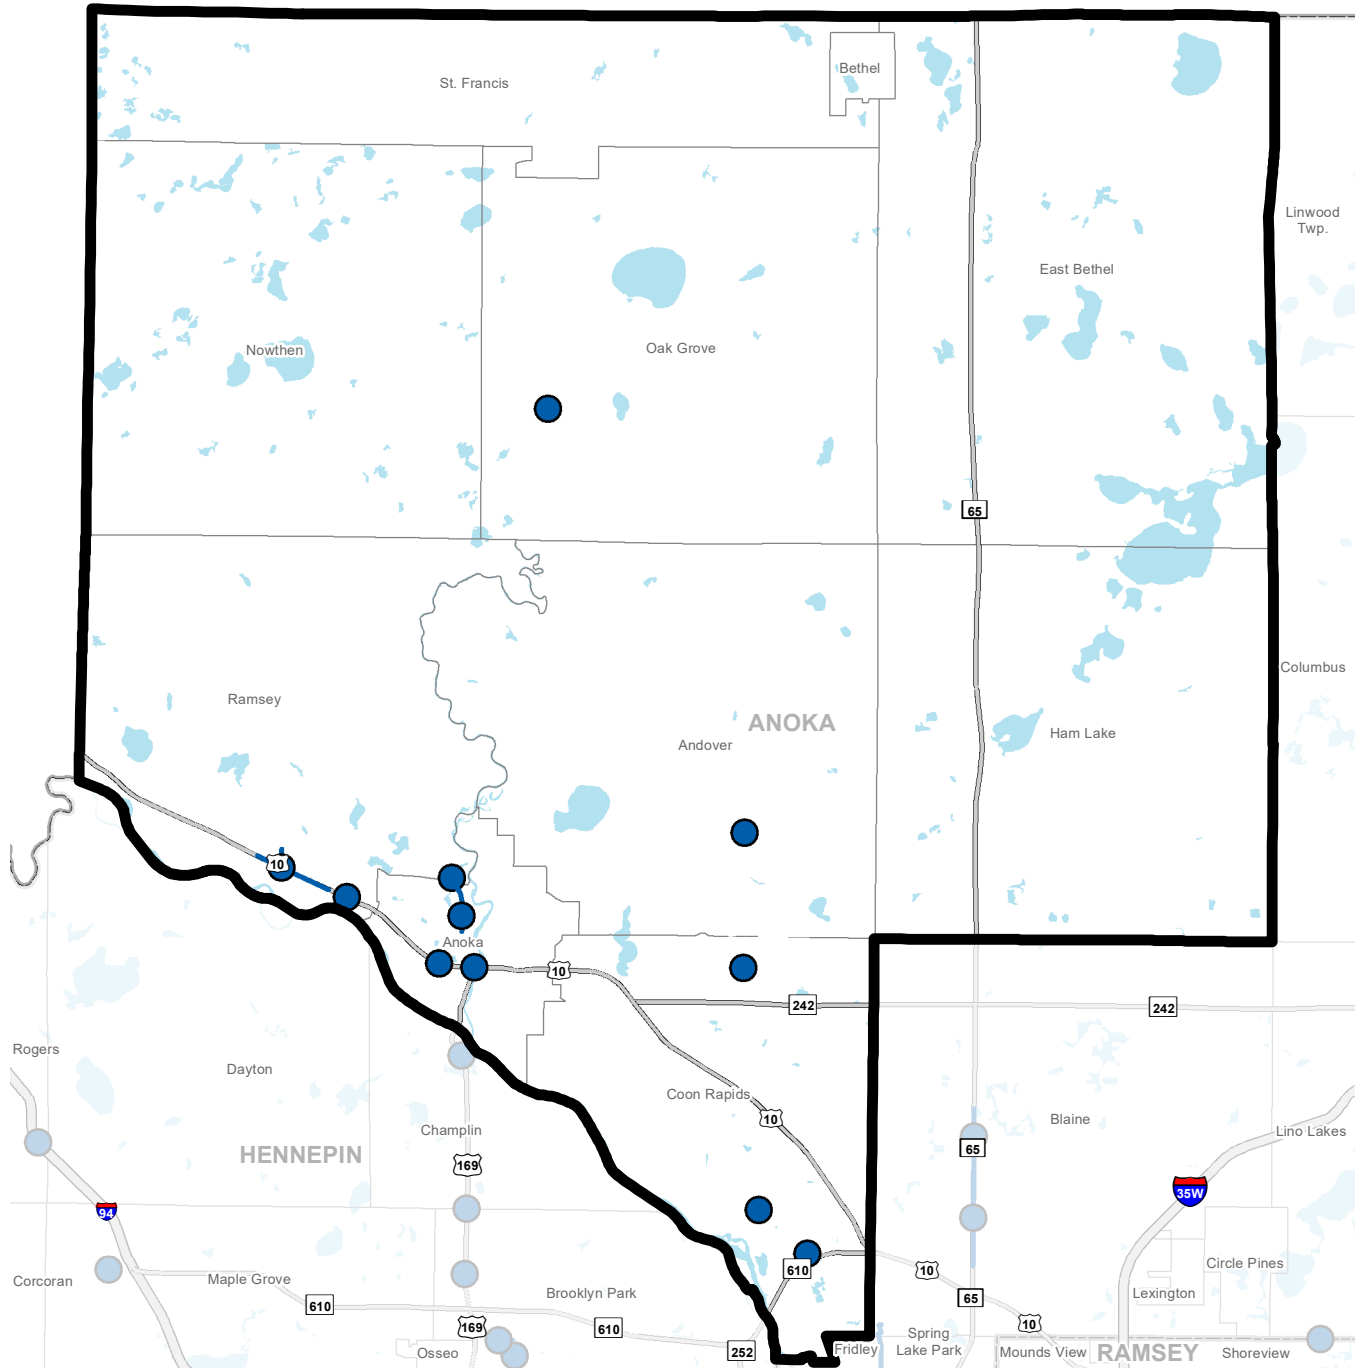 St. Francis
Bethel
Linwood
Twp.
East Bethel
Nowthen
Oak Grove
65
Ramsey
ANOKA
Andover
Ham Lake
Columbus
10
Anoka
10
242
242
Rogers
Dayton
Coon Rapids
10
Blaine
Lino Lakes
Champlin
HENNEPIN
65
169
35W
94
Corcoran
Maple Grove
610
10
Circle Pines
Brooklyn Park
Lexington
610
65
610
169
10
252
Osseo
Fridley
Spring
Lake Park
Mounds View
RAMSEY
Shoreview